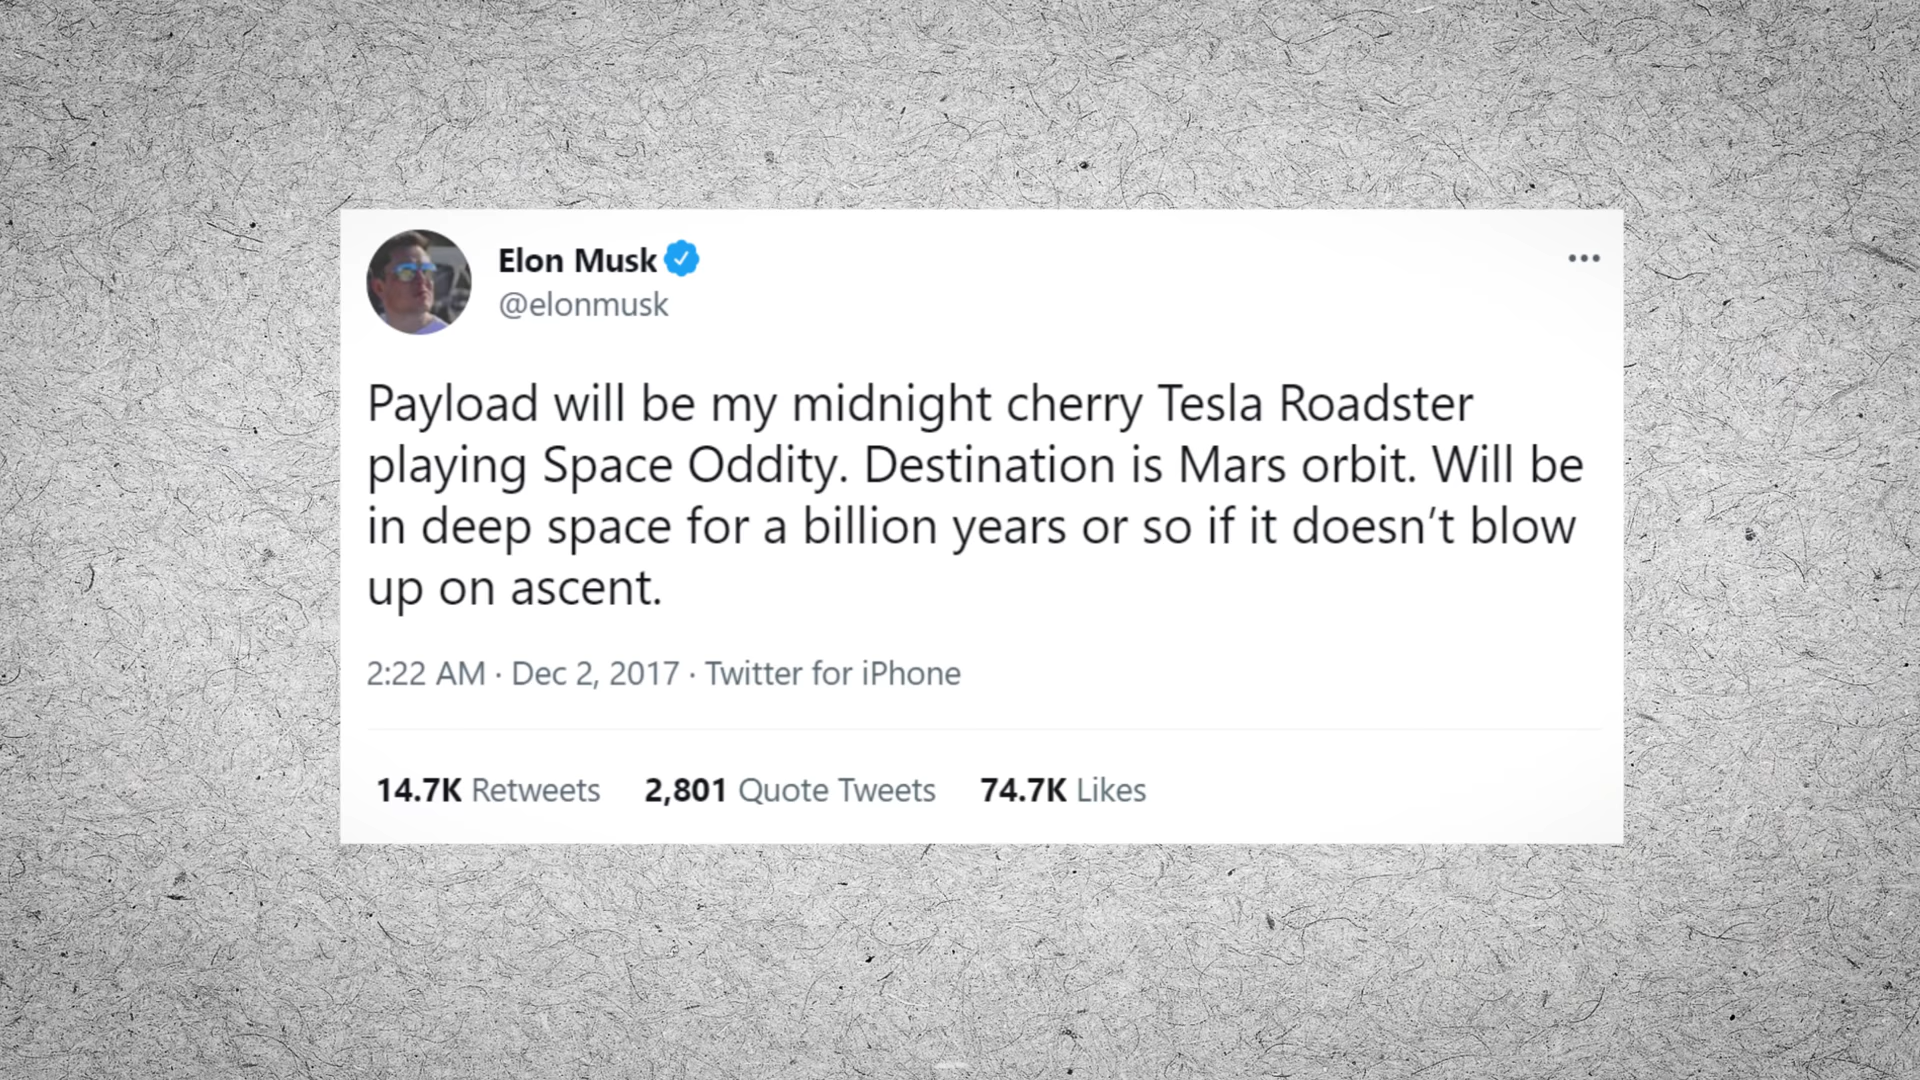 Elon Musk
@elonmusk
Payload will be my midnight cherry Tesla Roadster
playing Space Oddity. Destination is Mars orbit. Will be
in deep space for a billion years or so if it doesn’t blow
up on ascent.
2:22 AM · Dec 2, 2017 · Twitter for iPhone
14.7K Retweets 2,801 Quote Tweets 74.7K Likes